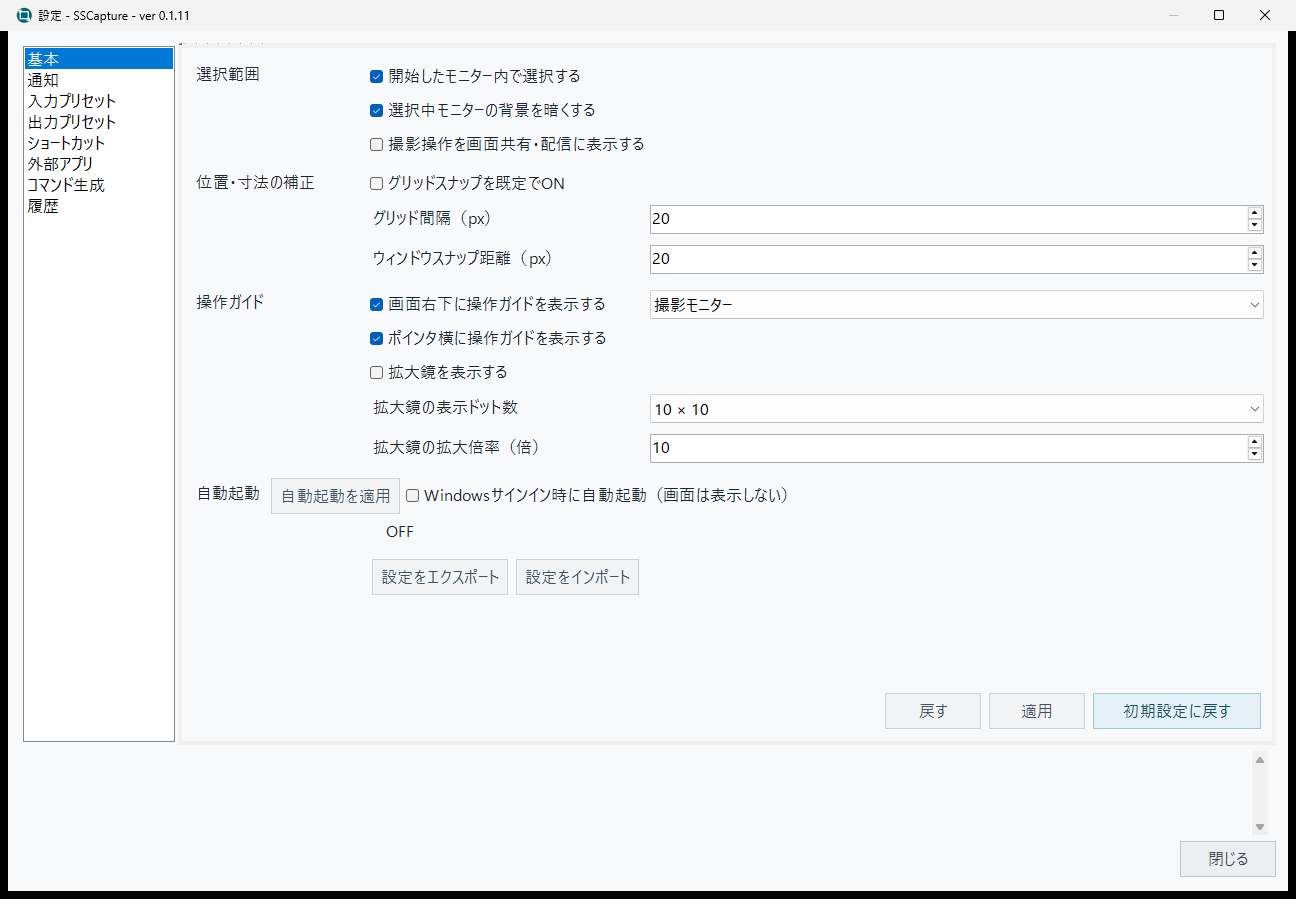 設定 - SSCapture - ver 0.1.11
基本
通知
入力プリセット
出力プリセット
ショートカット
外部アプリ
コマンド生成
履歴
選択範囲
開始したモニター内で選択する
選択中モニターの背景を暗くする
撮影操作を画面共有・配信に表示する
位置・寸法の補正
グリッドスナップを既定でON
グリッド間隔（px） 20
ウィンドウスナップ距離（px） 20
操作ガイド
画面右下に操作ガイドを表示する 撮影モニター
ポインタ横に操作ガイドを表示する
拡大鏡を表示する
拡大鏡の表示ドット数 10 × 10
拡大鏡の拡大倍率（倍） 10
自動起動 自動起動を適用 Windowsサインイン時に自動起動（画面は表示しない）
OFF
設定をエクスポート 設定をインポート
戻す 適用 初期設定に戻す
閉じる